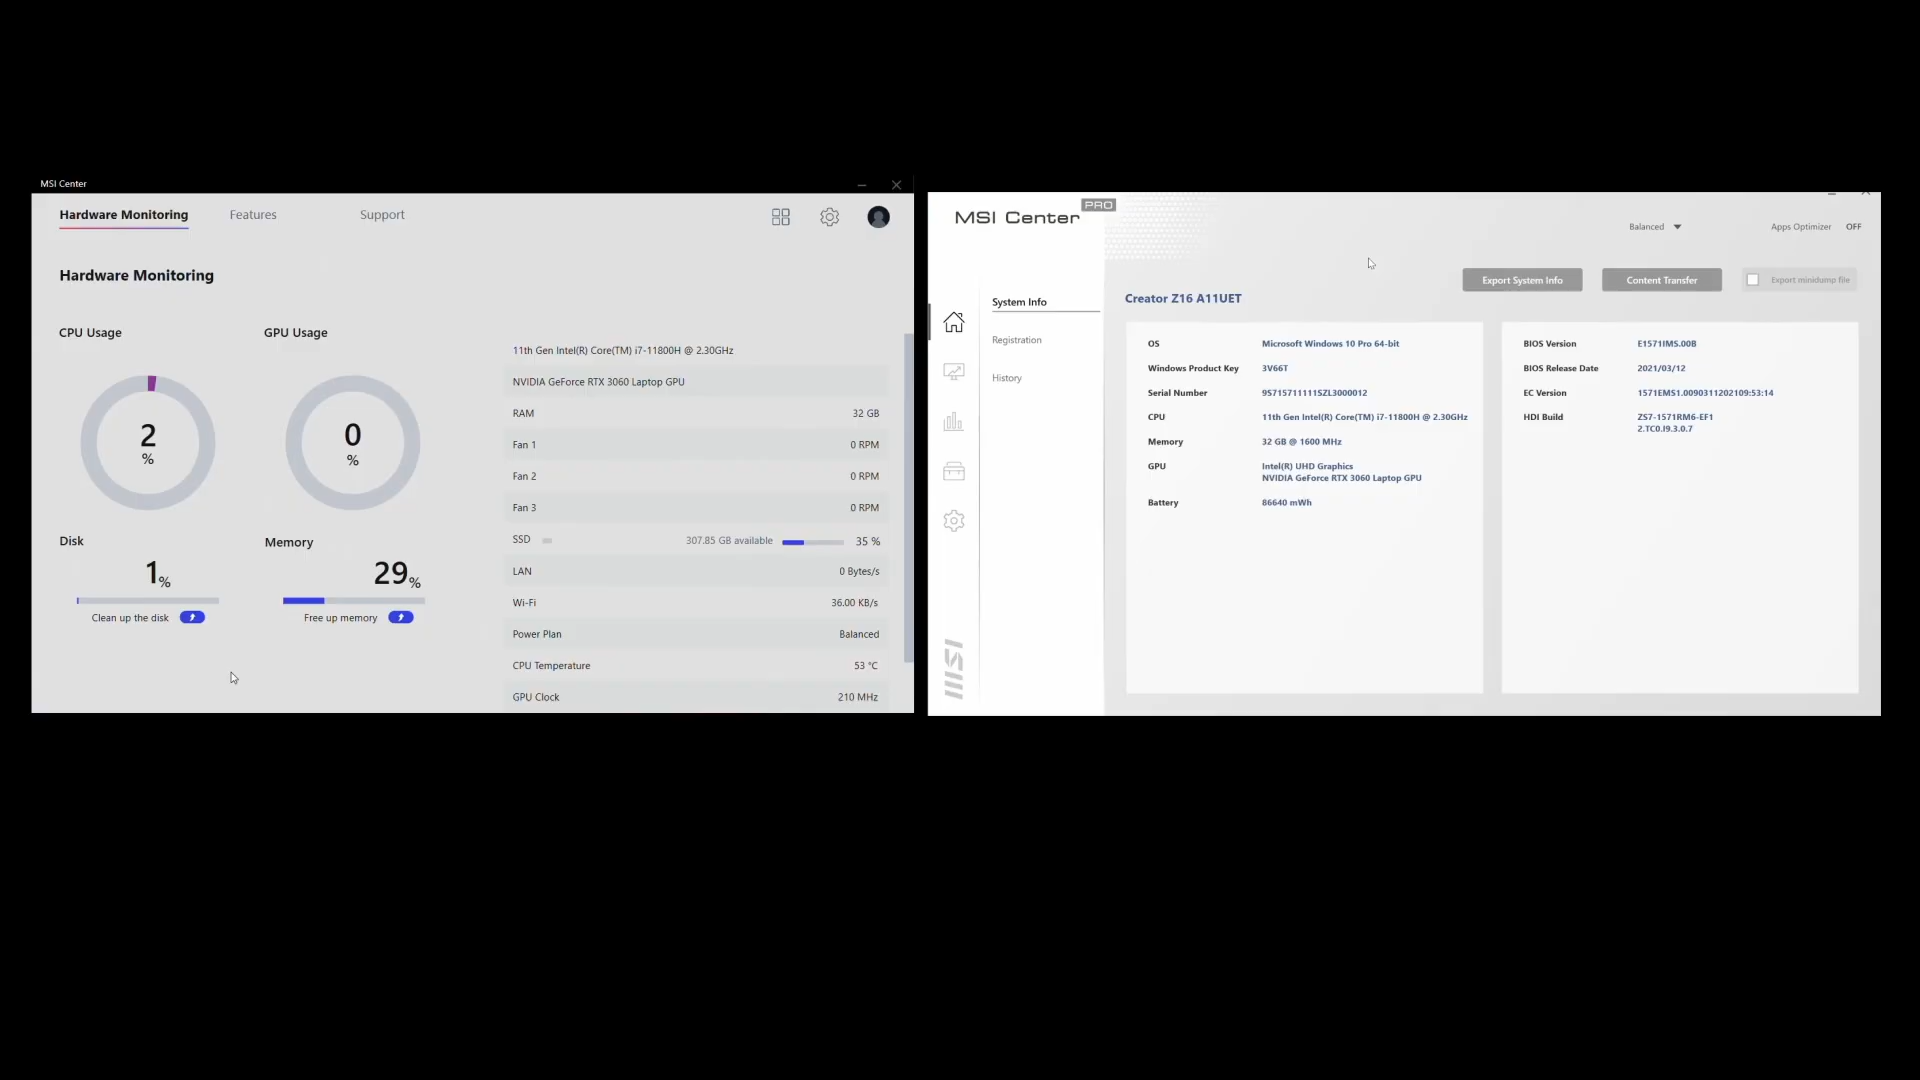 MSI Center
Hardware Monitoring
Features
Support
Hardware Monitoring
CPU Usage
GPU Usage
2
%
0
%
Disk
Memory
1%
29%
Clean up the disk
Free up memory
11th Gen Intel(R) Core(TM) i7-11800H @ 2.30GHz
NVIDIA GeForce RTX 3060 Laptop GPU
RAM 32 GB
Fan 1 0 RPM
Fan 2 0 RPM
Fan 3 0 RPM
SSD 307.85 GB available 35 %
LAN 0 Bytes/s
Wi-Fi 36.00 KB/s
Power Plan Balanced
CPU Temperature 53 °C
GPU Clock 210 MHz
MSI Center PRO
Balanced
Apps Optimizer OFF
Export System Info
Content Transfer
Export minidump file
System Info
Registration
History
msi
Creator Z16 A11UET
OS Microsoft Windows 10 Pro 64-bit
Windows Product Key 3V66T
Serial Number 9S715711111SZL3000012
CPU 11th Gen Intel(R) Core(TM) i7-11800H @ 2.30GHz
Memory 32 GB @ 1600 MHz
GPU Intel(R) UHD Graphics
NVIDIA GeForce RTX 3060 Laptop GPU
Battery 86640 mWh
BIOS Version E1571IMS.00B
BIOS Release Date 2021/03/12
EC Version 1571EMS1.0090311202109:53:14
HDI Build ZS7-1571RM6-EF1
2.TC0.I9.3.0.7